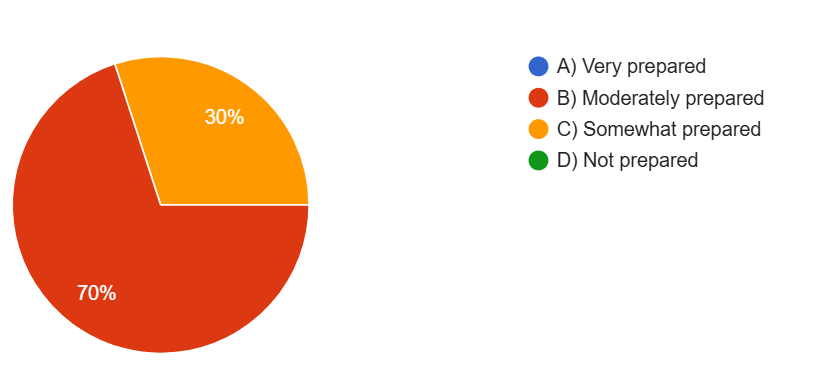 A) Very prepared
B) Moderately prepared
C) Somewhat prepared
D) Not prepared
30%
70%